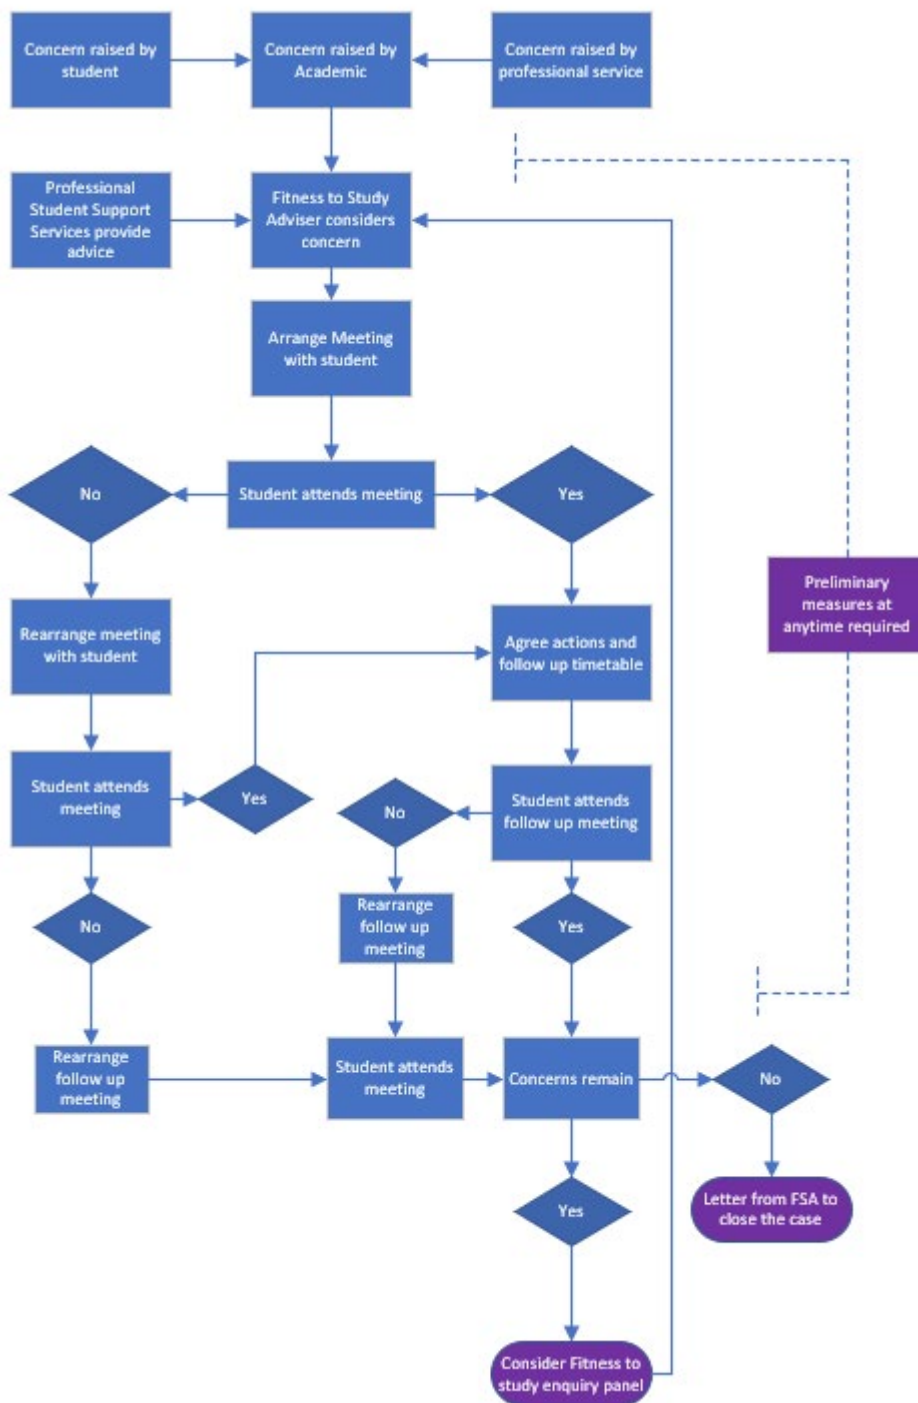 Concern raised by
student
Concern raised by
Academic
Concern raised by
professional service
Professional
Student Support
Services provide
advice
Fitness to Study
Adviser considers
concern
Arrange Meeting
with student
No
Student attends meeting
Yes
Rearrange meeting
with student
Agree actions and
follow up timetable
Preliminary
measures at
anytime required
Student attends
meeting
Yes
No
Student attends
follow up meeting
No
Rearrange
follow up
meeting
Yes
Rearrange
follow up
meeting
Student attends
meeting
Concerns remain
No
Yes
Letter from FSA to
close the case
Consider Fitness to
study enquiry panel